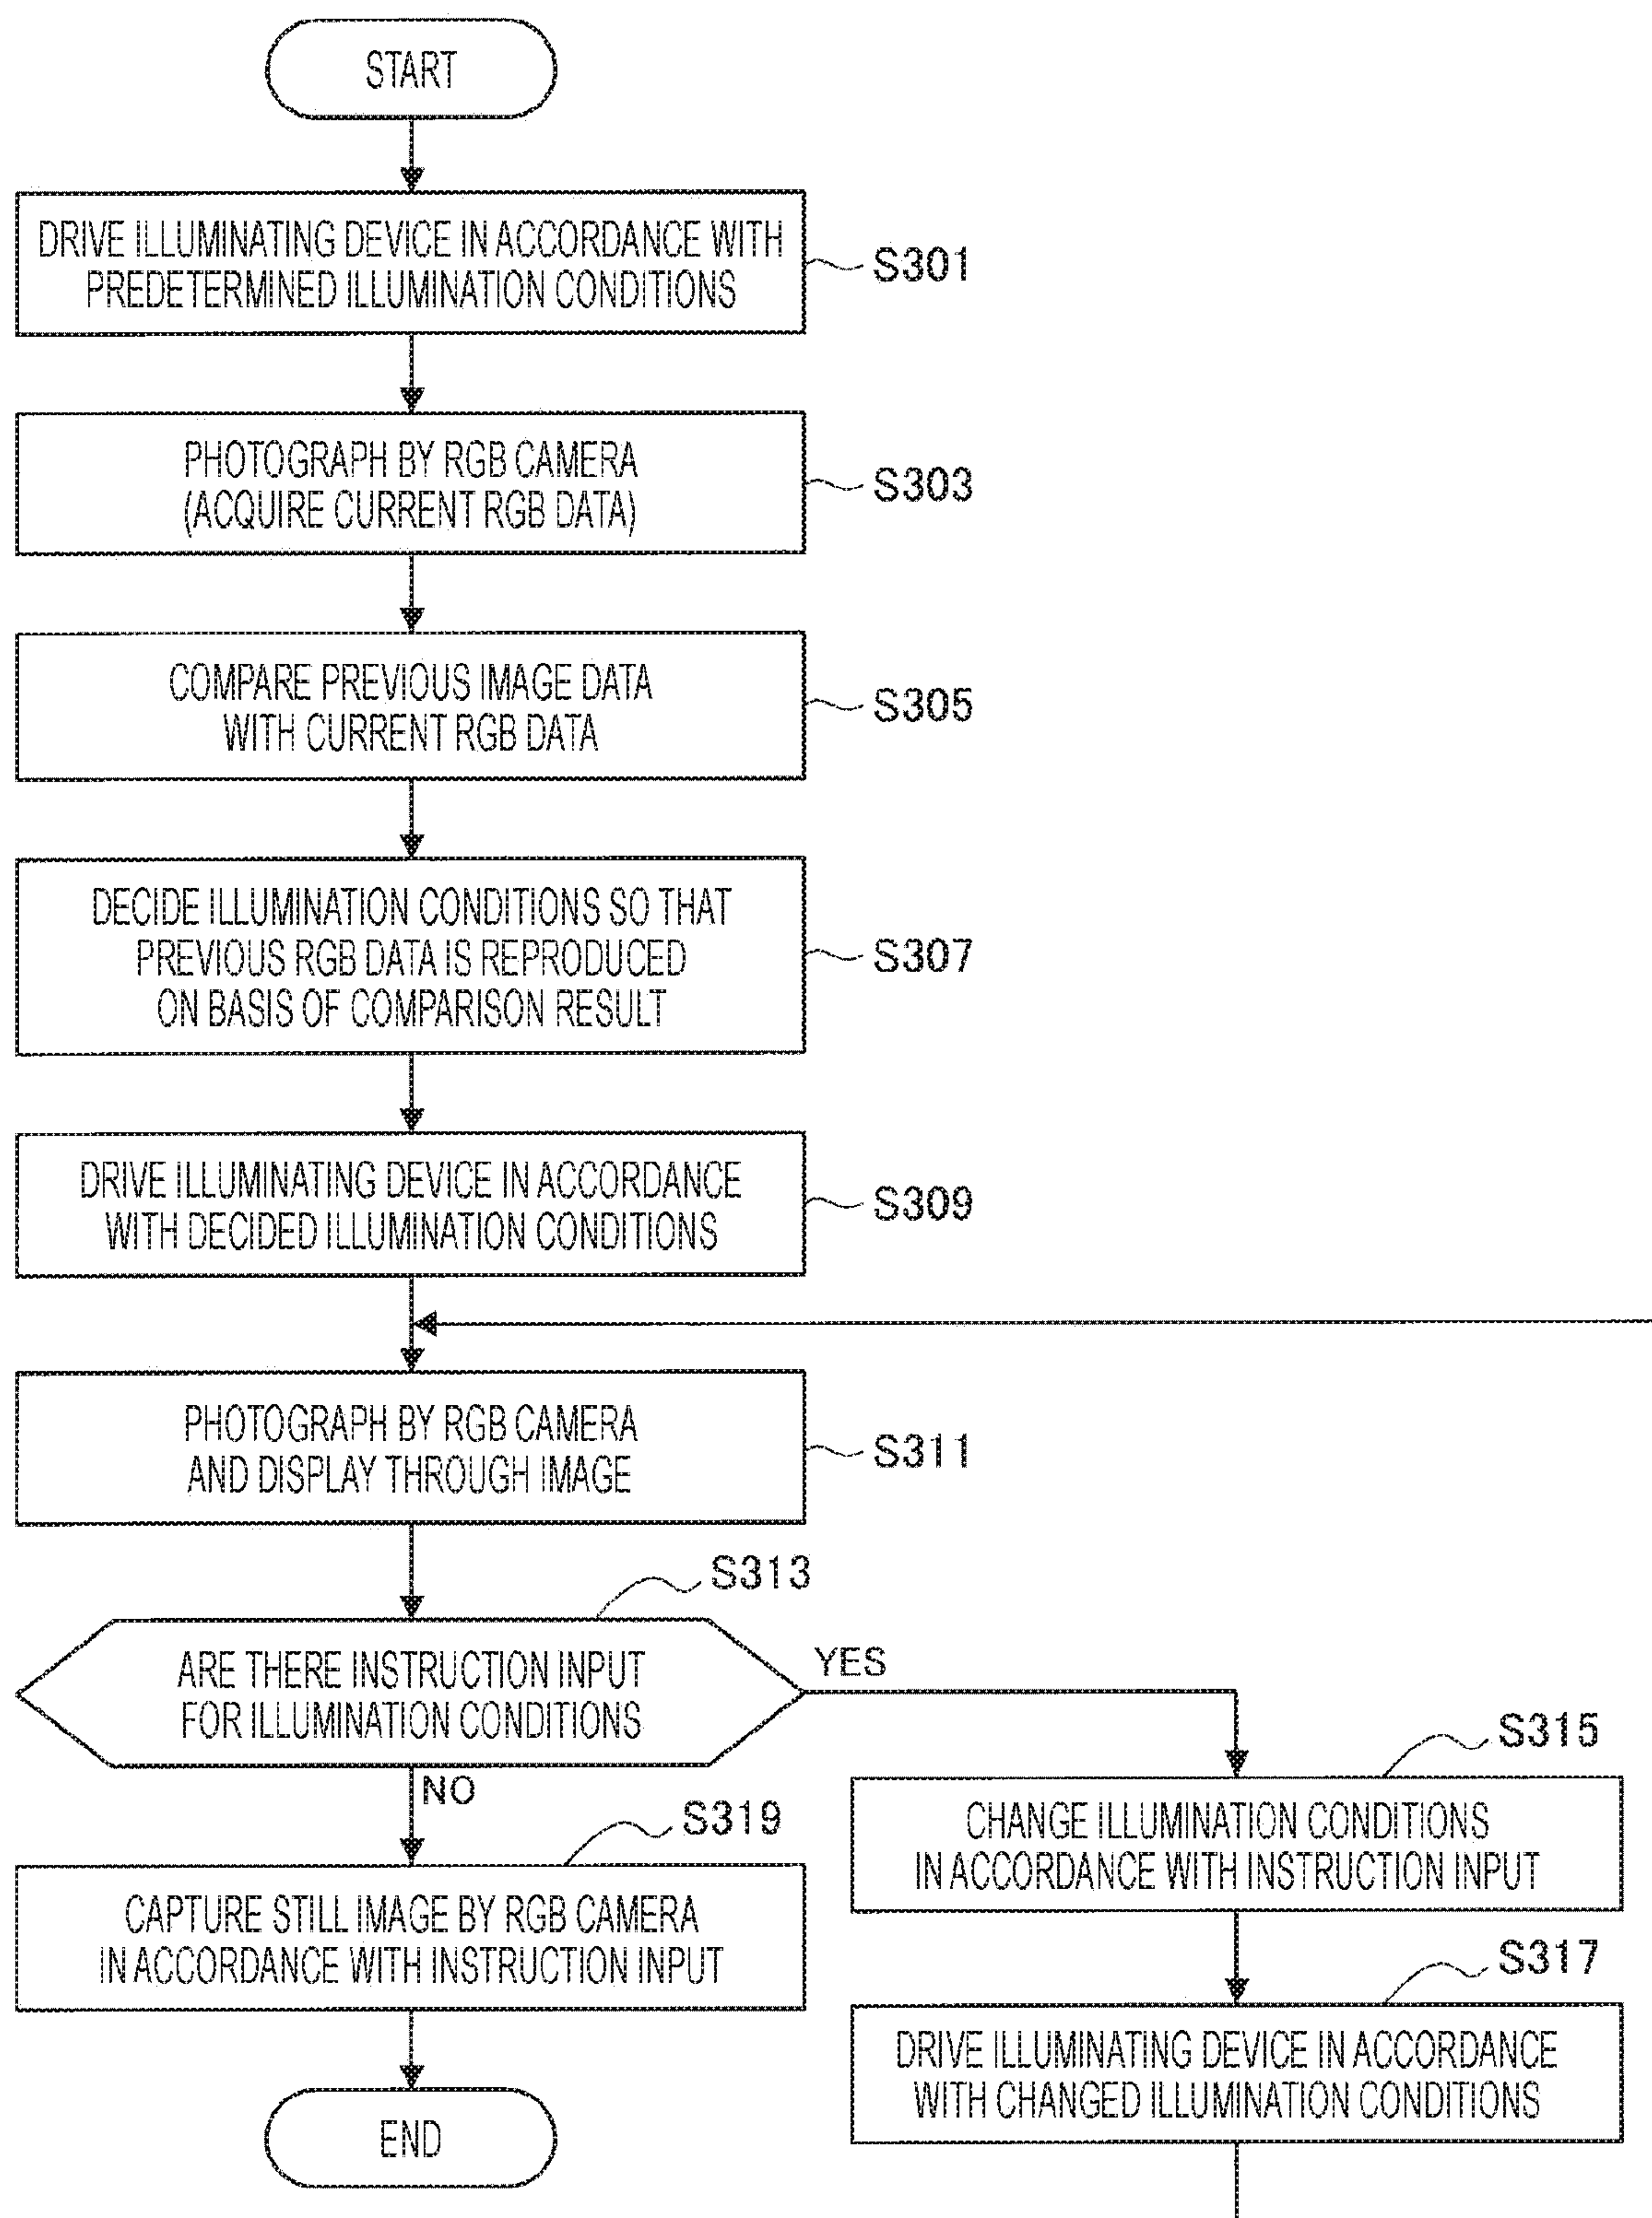 START
DRIVE ILLUMINATING DEVICE IN ACCORDANCE WITH
PREDETERMINED ILLUMINATION CONDITIONS
S301
PHOTOGRAPH BY RGB CAMERA
(ACQUIRE CURRENT RGB DATA)
S303
COMPARE PREVIOUS IMAGE DATA
WITH CURRENT RGB DATA
S305
DECIDE ILLUMINATION CONDITIONS SO THAT
PREVIOUS RGB DATA IS REPRODUCED
ON BASIS OF COMPARISON RESULT
S307
DRIVE ILLUMINATING DEVICE IN ACCORDANCE
WITH DECIDED ILLUMINATION CONDITIONS
S309
PHOTOGRAPH BY RGB CAMERA
AND DISPLAY THROUGH IMAGE
S311
S313
ARE THERE INSTRUCTION INPUT
FOR ILLUMINATION CONDITIONS
YES
NO
S315
CHANGE ILLUMINATION CONDITIONS
IN ACCORDANCE WITH INSTRUCTION INPUT
S317
DRIVE ILLUMINATING DEVICE IN ACCORDANCE
WITH CHANGED ILLUMINATION CONDITIONS
S319
CAPTURE STILL IMAGE BY RGB CAMERA
IN ACCORDANCE WITH INSTRUCTION INPUT
END